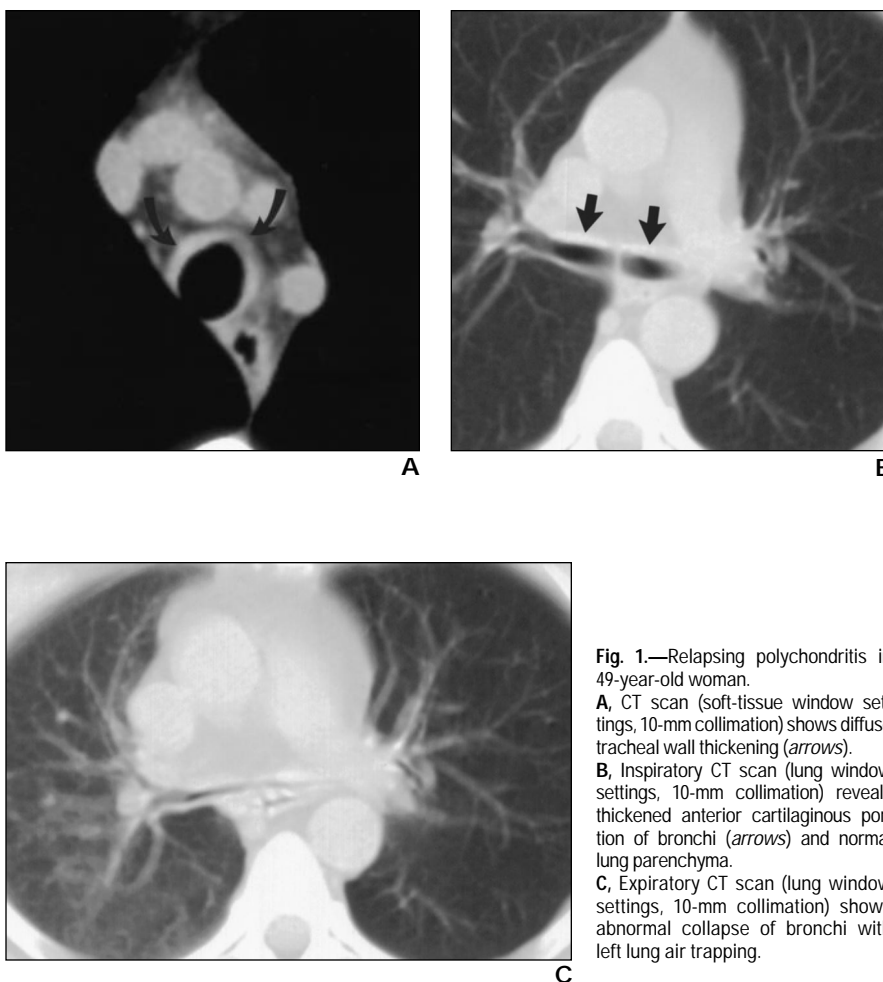 A
B
C
Fig. 1.—Relapsing polychondritis i
49-year-old woman.
A, CT scan (soft-tissue window set
tings, 10-mm collimation) shows diffus
tracheal wall thickening (arrows).
B, Inspiratory CT scan (lung window
settings, 10-mm collimation) reveal
thickened anterior cartilaginous por
tion of bronchi (arrows) and norma
lung parenchyma.
C, Expiratory CT scan (lung window
settings, 10-mm collimation) show
abnormal collapse of bronchi with
left lung air trapping.